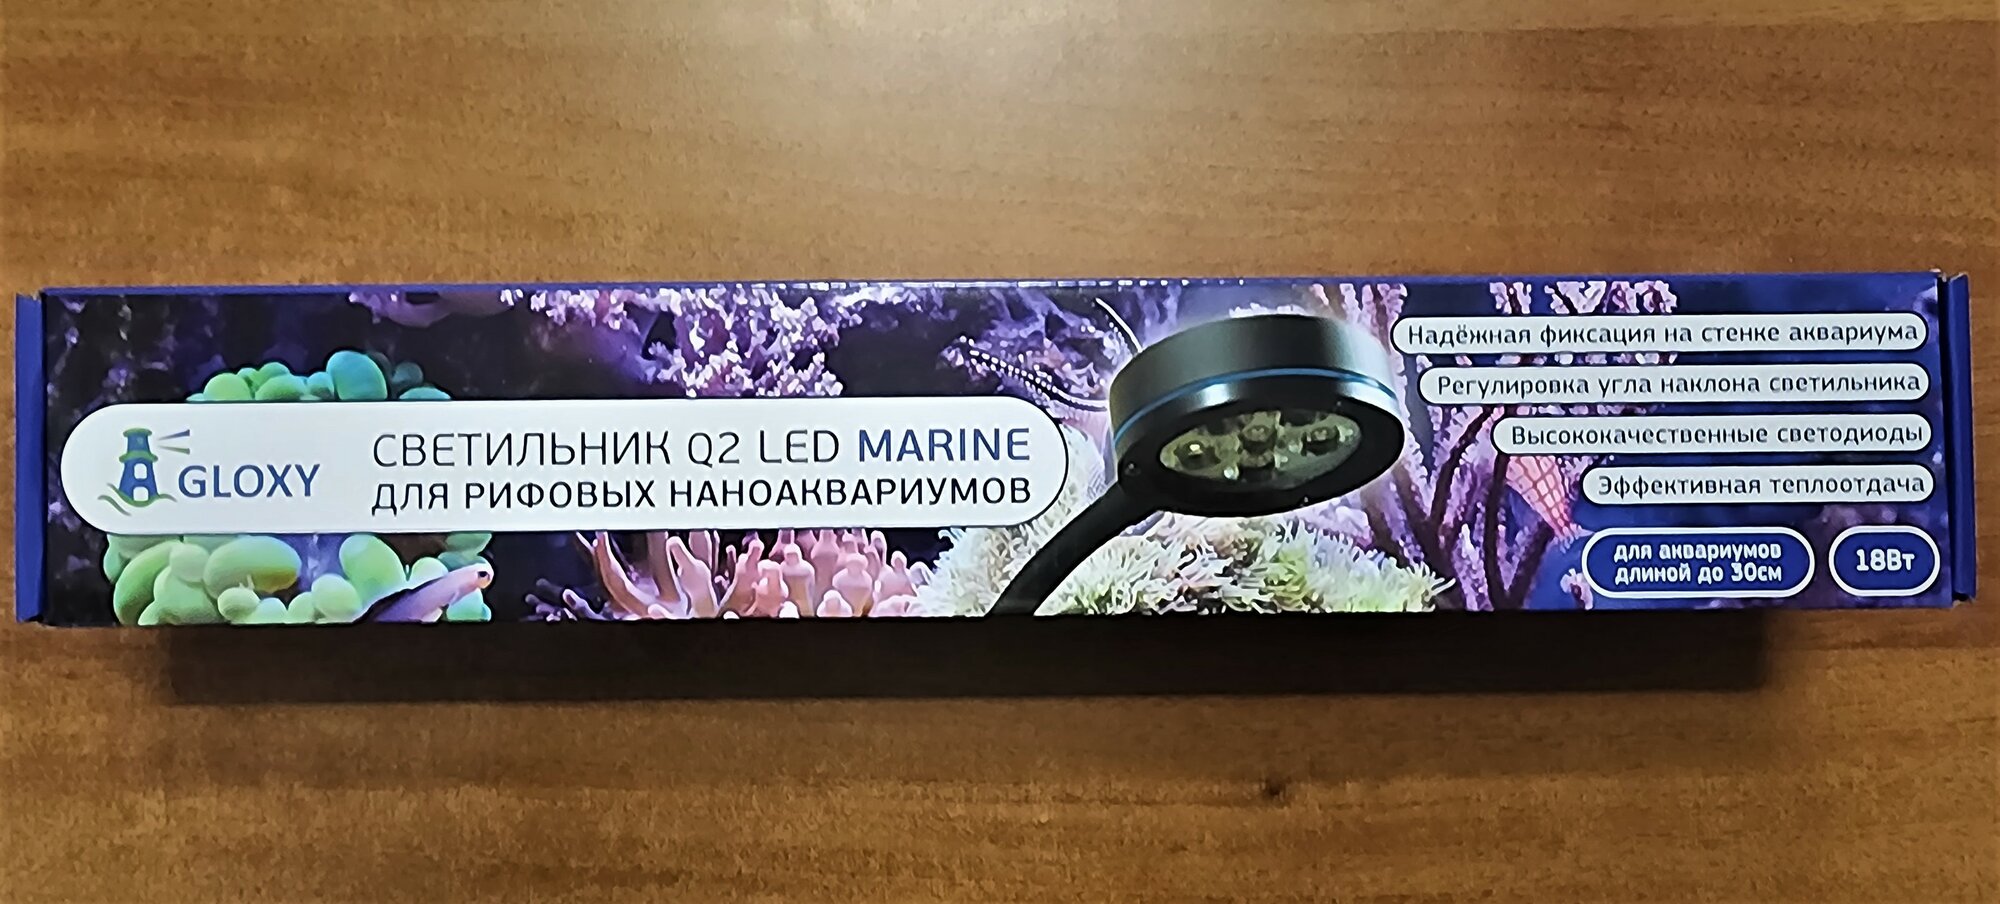 GLOXY
СВЕТИЛЬНИК Q2 LED MARINE
ДЛЯ РИФОВЫХ НАНОАКВАРИУМОВ
Надёжная фиксация на стенке аквариума
Регулировка угла наклона светильника
Высококачественные светодиоды
Эффективная теплоотдача
для аквариумов
длиной до 30см
18Вт